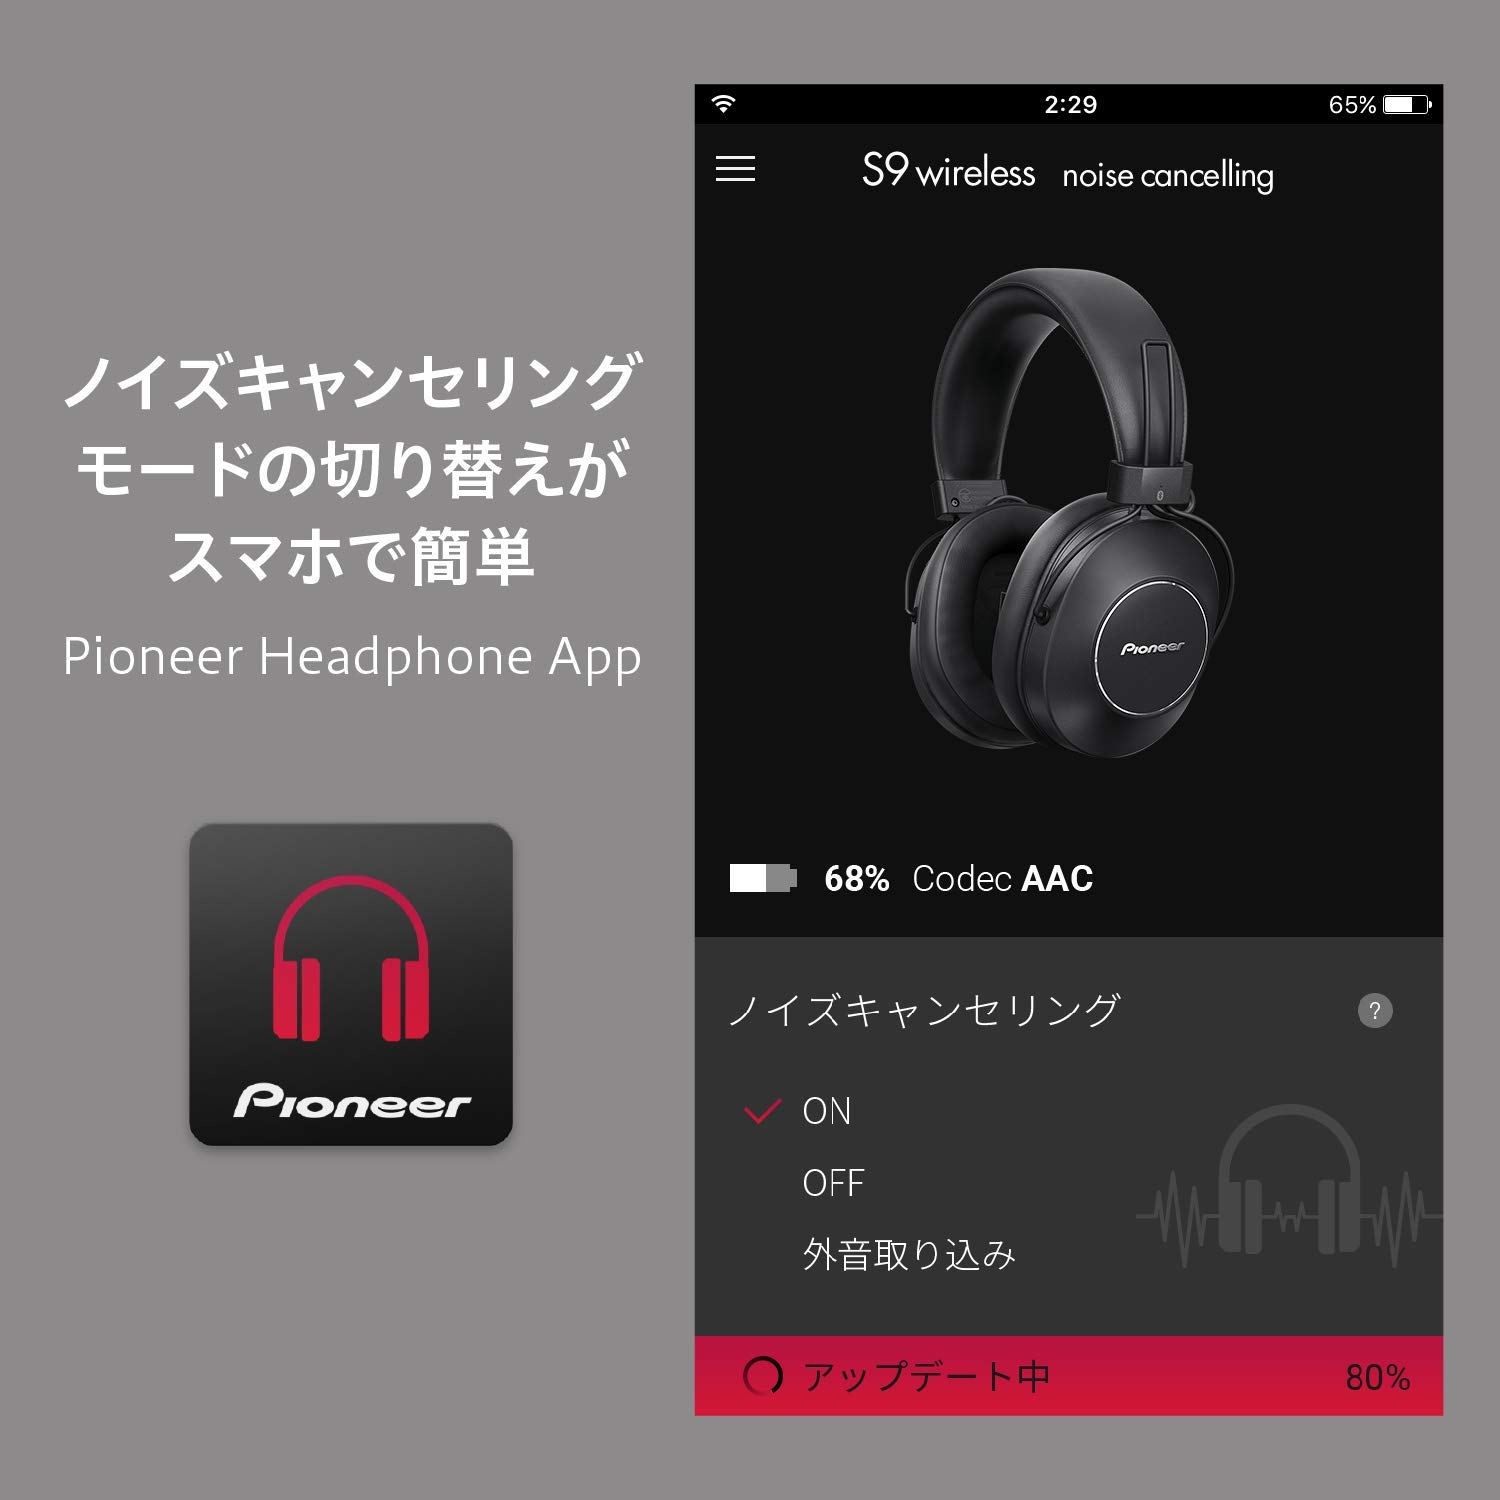 ノイズキャンセリング
モードの切り替えが
スマホで簡単
Pioneer Headphone App
Pioneer
2:29
65%
S9 wireless noise cancelling
Pioneer
68% Codec AAC
ノイズキャンセリング ?
ON
OFF
外音取り込み
アップデート中 80%